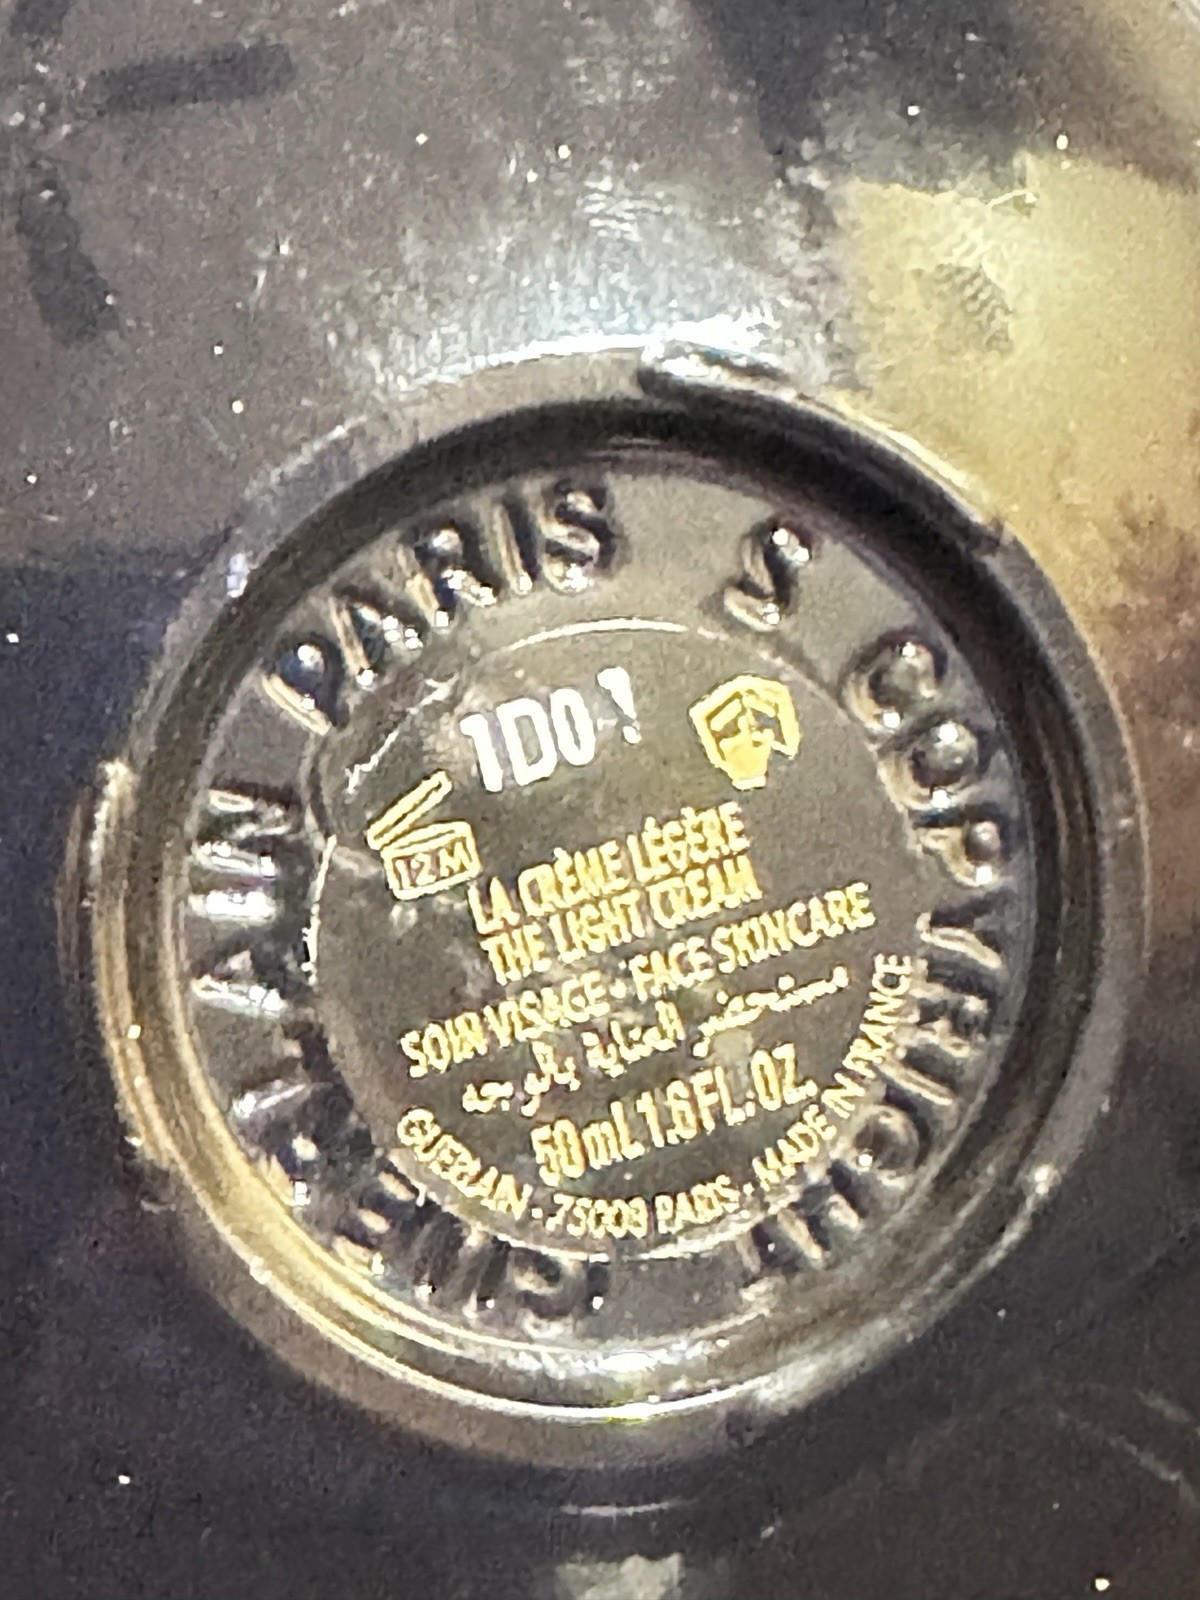 GUERLAIN PARIS
S COPYRIGHT
12M
LA CRÈME LÉGÈRE
THE LIGHT CREAM
SOIN VISAGE - FACE SKINCARE
مستحضر العناية بالوجه
50 mL 1.6 FL. OZ.
GUERLAIN - 75008 PARIS - MADE IN FRANCE